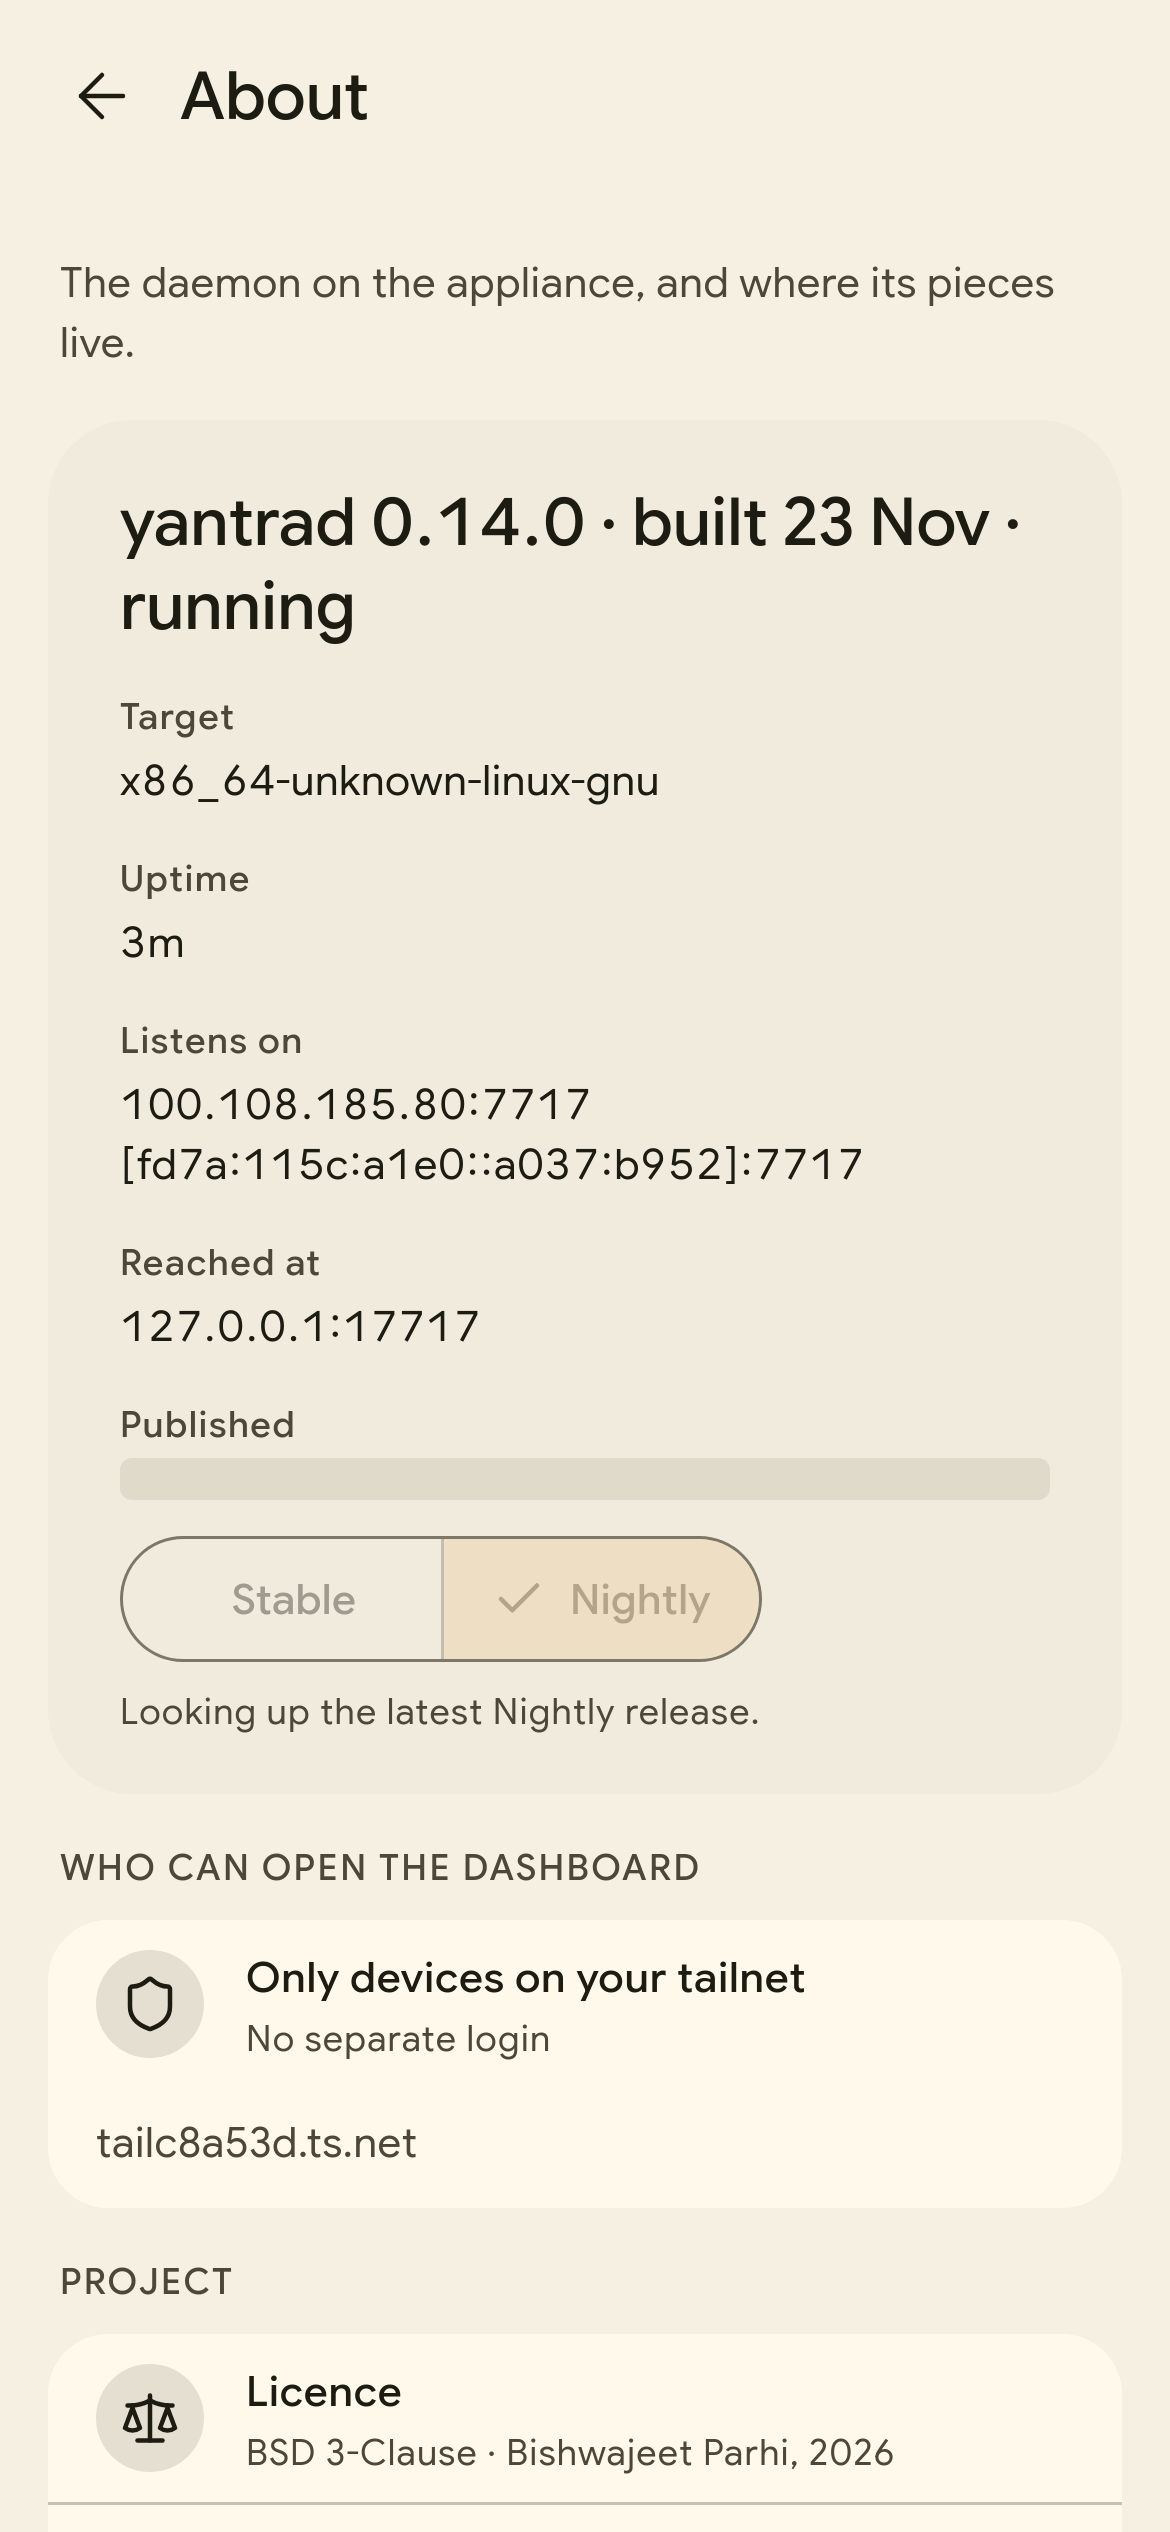 About
The daemon on the appliance, and where its pieces
live.
yantrad 0.14.0 · built 23 Nov ·
running
Target
x86_64-unknown-linux-gnu
Uptime
3m
Listens on
100.108.185.80:7717
[fd7a:115c:a1e0::a037:b952]:7717
Reached at
127.0.0.1:17717
Published
Stable
Nightly
Looking up the latest Nightly release.
WHO CAN OPEN THE DASHBOARD
Only devices on your tailnet
No separate login
tailc8a53d.ts.net
PROJECT
Licence
BSD 3-Clause · Bishwajeet Parhi, 2026